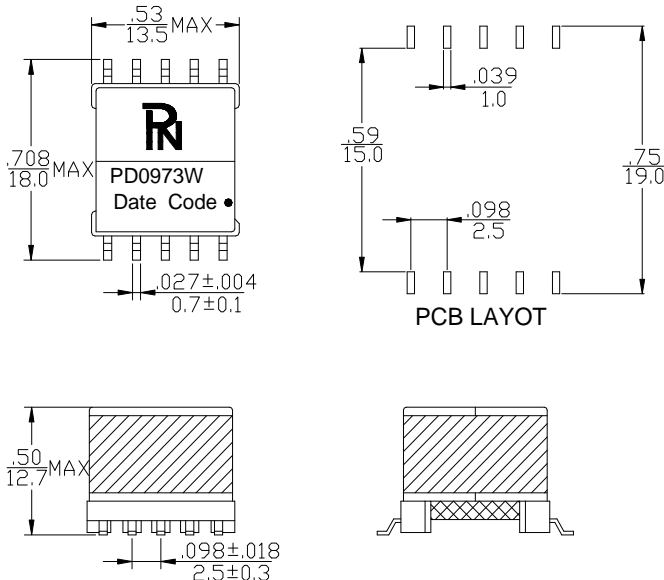 .53
13.5 MAX
.708
18.0 MAX
PN
PD0973W
Date Code
.027±.004
0.7±0.1
.039
1.0
.59
15.0
.75
19.0
.098
2.5
PCB LAYOT
.50
12.7 MAX
.098±.018
2.5±0.3